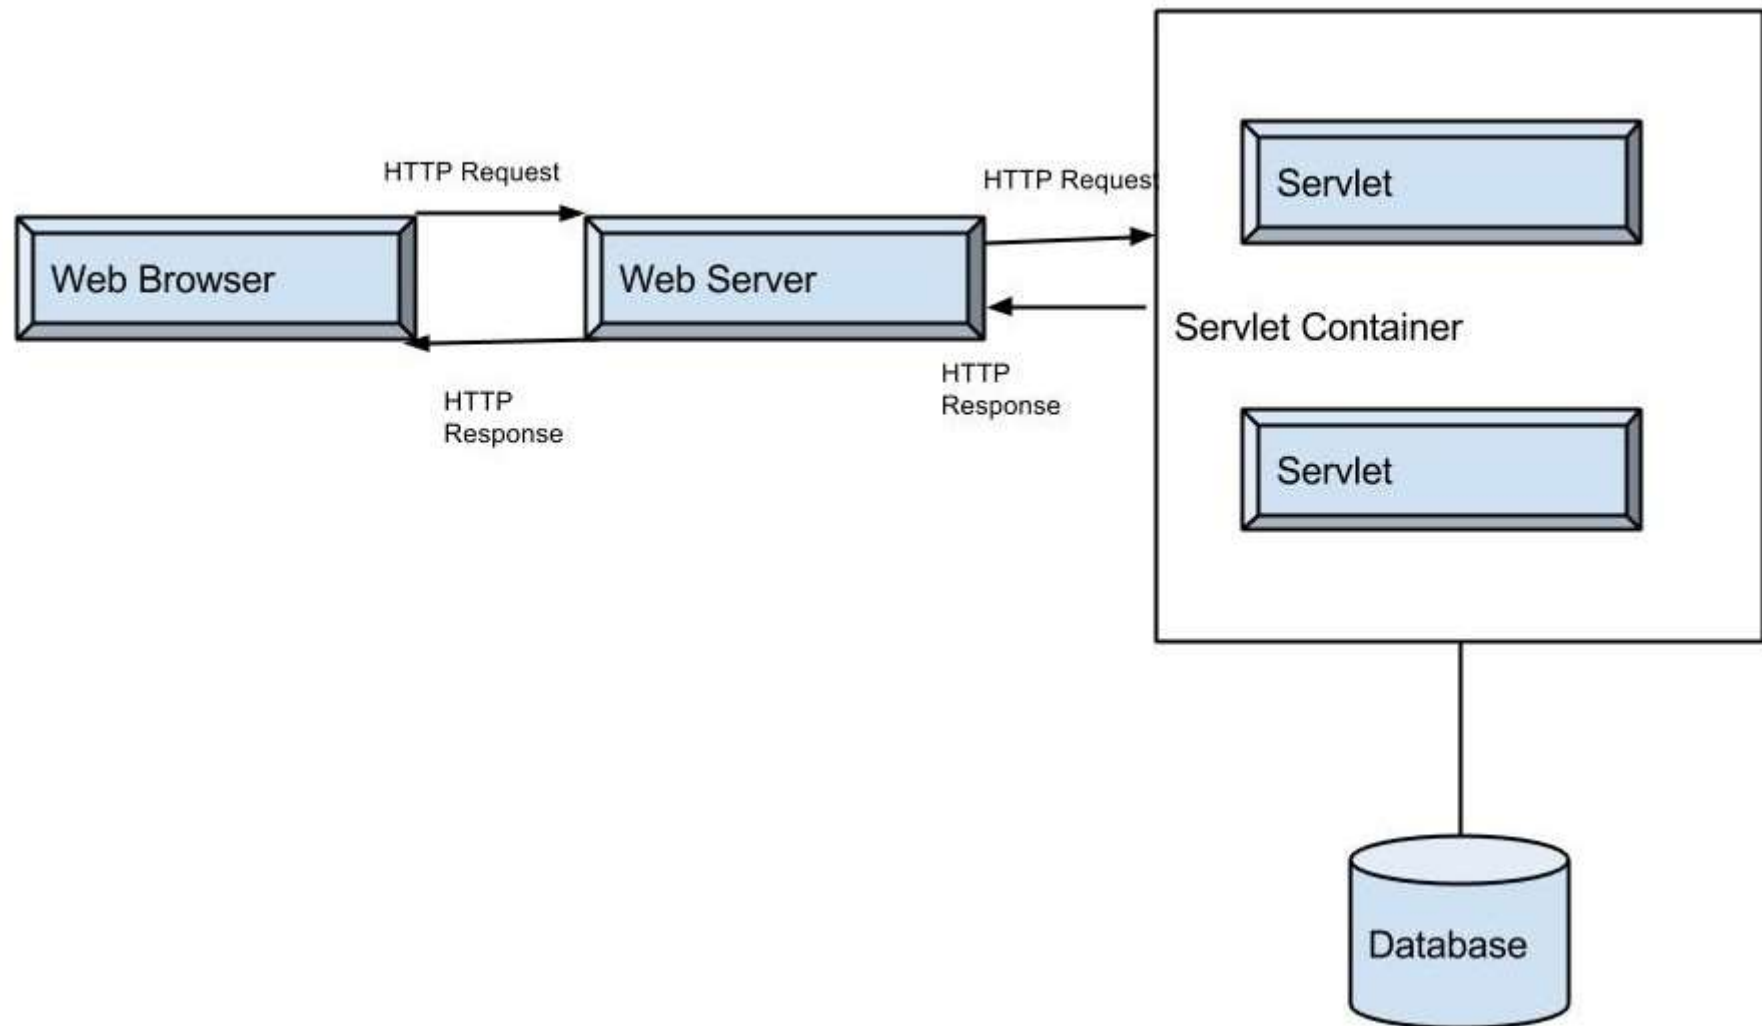 HTTP Request
HTTP Request
Servlet
Web Browser
Web Server
Servlet Container
HTTP
Response
HTTP
Response
Servlet
Database